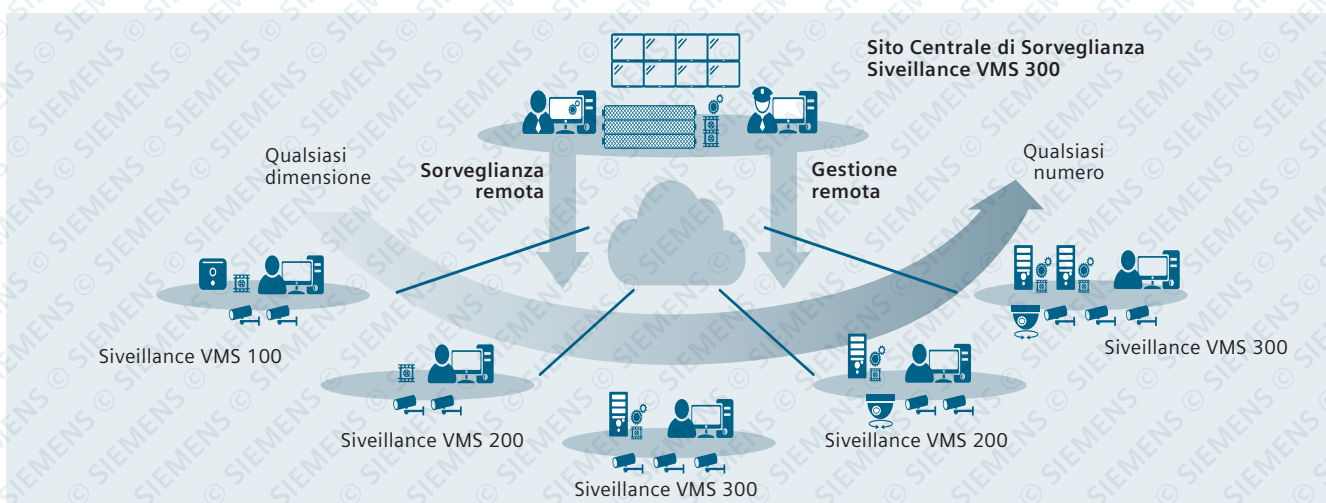 Sito Centrale di Sorveglianza
Siveillance VMS 300
Qualsiasi
dimensione
Sorveglianza
remota
Gestione
remota
Qualsiasi
numero
Siveillance VMS 100
Siveillance VMS 200
Siveillance VMS 300
Siveillance VMS 200
Siveillance VMS 300
© SIEMENS